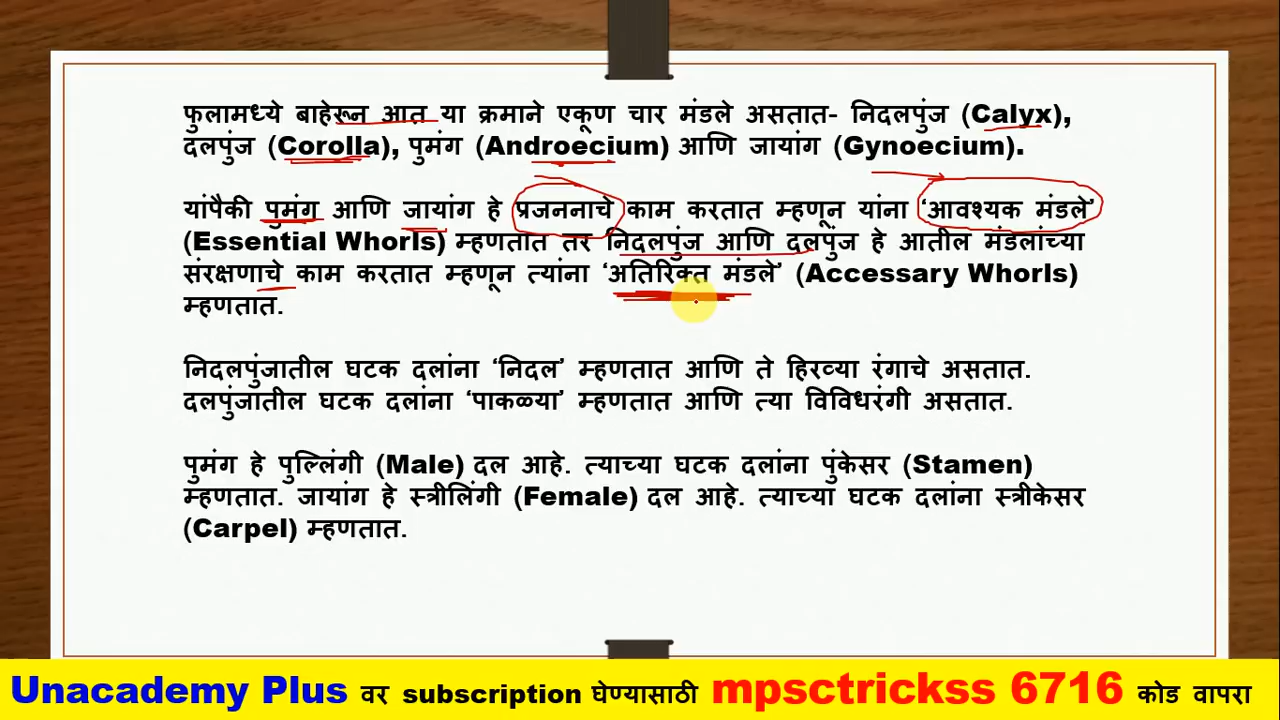 फुलामध्ये बाहेरून आत या क्रमाने एकूण चार मंडले असतात- निदलपुंज (Calyx),
दलपुंज (Corolla), पुमंग (Androecium) आणि जायांग (Gynoecium).
यांपैकी पुमंग आणि जायांग हे प्रजननाचे काम करतात म्हणून यांना ‘आवश्यक मंडले’
(Essential Whorls) म्हणतात तर निदलपुंज आणि दलपुंज हे आतील मंडलांच्या
संरक्षणाचे काम करतात म्हणून त्यांना ‘अतिरिक्त मंडले’ (Accessary Whorls)
म्हणतात.
निदलपुंजातील घटक दलांना ‘निदल’ म्हणतात आणि ते हिरव्या रंगाचे असतात.
दलपुंजातील घटक दलांना ‘पाकळ्या’ म्हणतात आणि त्या विविधरंगी असतात.
पुमंग हे पुल्लिंगी (Male) दल आहे. त्याच्या घटक दलांना पुंकेसर (Stamen)
म्हणतात. जायांग हे स्त्रीलिंगी (Female) दल आहे. त्याच्या घटक दलांना स्त्रीकेसर
(Carpel) म्हणतात.
Unacademy Plus वर subscription घेण्यासाठी mpsctrickss 6716 कोड वापरा